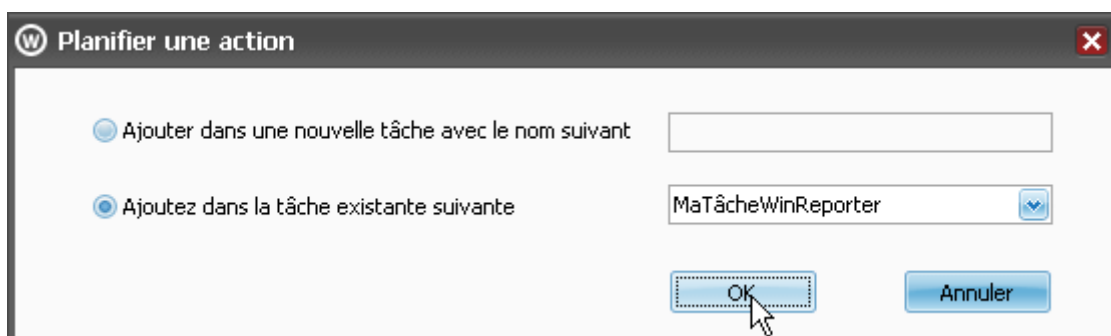 W Planifier une action
Ajouter dans une nouvelle tâche avec le nom suivant
Ajoutez dans la tâche existante suivante MaTâcheWinReporter
OK Annuler